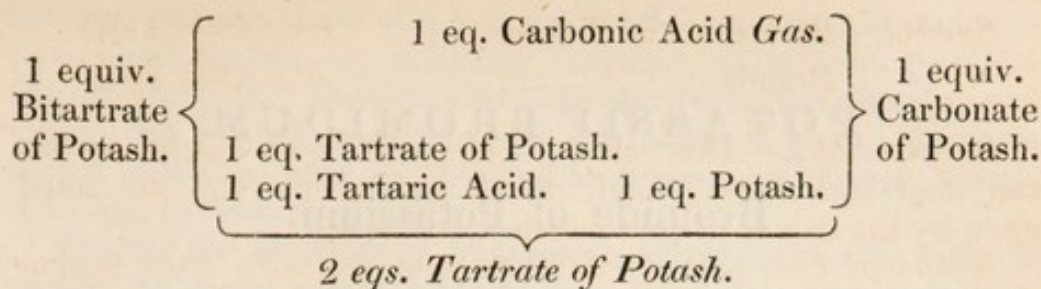 1 eq. Carbonic Acid Gas.
1 equiv.
Bitartrate
of Potash.
1 eq. Tartrate of Potash.
1 eq. Tartaric Acid. 1 eq. Potash.
1 equiv.
Carbonate
of Potash.
2 eqs. Tartrate of Potash.